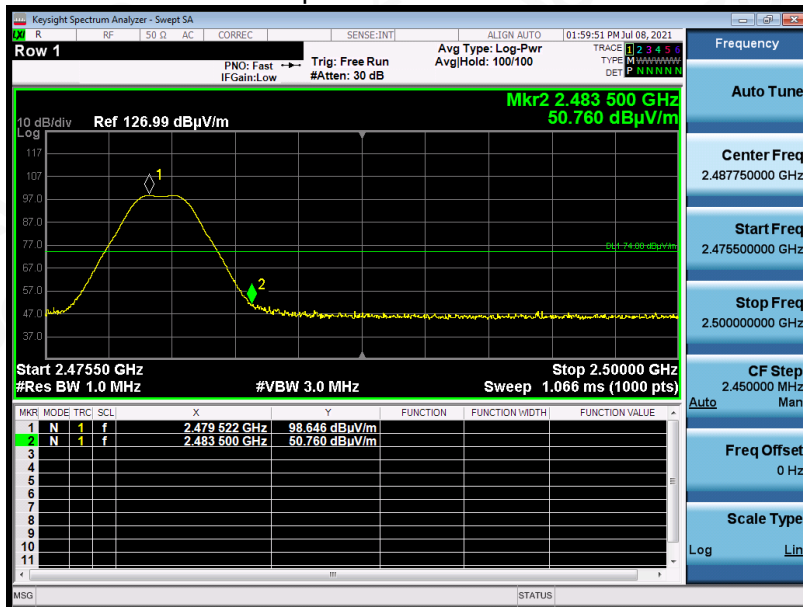 Keysight Spectrum Analyzer - Swept SA
LXI R RF 50 Ω AC CORREC SENSE:INT ALIGN AUTO 01:59:51 PM Jul 08, 2021
Row 1
PNO: Fast
IFGain:Low
Trig: Free Run
#Atten: 30 dB
Avg Type: Log-Pwr
Avg|Hold: 100/100
TRACE 1 2 3 4 5 6
TYPE M WWWWW
DET P N N N N N
Mkr2 2.483 500 GHz
50.760 dBµV/m
10 dB/div Ref 126.99 dBµV/m
Log
117
107
97.0
87.0
77.0
67.0
57.0
47.0
37.0
1
2
DL1 74.00 dBµV/m
Start 2.47550 GHz Stop 2.50000 GHz
#Res BW 1.0 MHz #VBW 3.0 MHz Sweep 1.066 ms (1000 pts)
MKR MODE TRC SCL X Y FUNCTION FUNCTION WIDTH FUNCTION VALUE
1 N 1 f 2.479 522 GHz 98.646 dBµV/m
2 N 1 f 2.483 500 GHz 50.760 dBµV/m
3
4
5
6
7
8
9
10
11
MSG STATUS
Frequency
Auto Tune
Center Freq
2.487750000 GHz
Start Freq
2.475500000 GHz
Stop Freq
2.500000000 GHz
CF Step
2.450000 MHz
Auto Man
Freq Offset
0 Hz
Scale Type
Log Lin